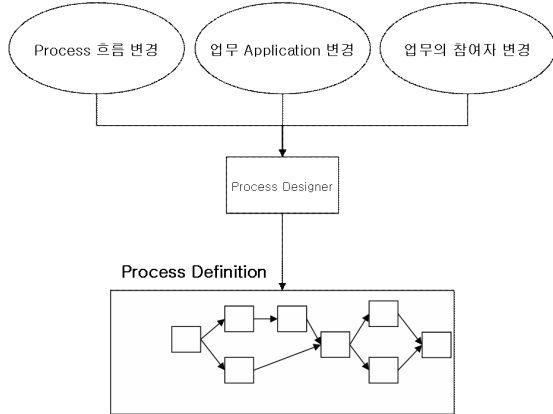 Process 흐름 변경
업무 Application 변경
업무의 참여자 변경
Process Designer
Process Definition